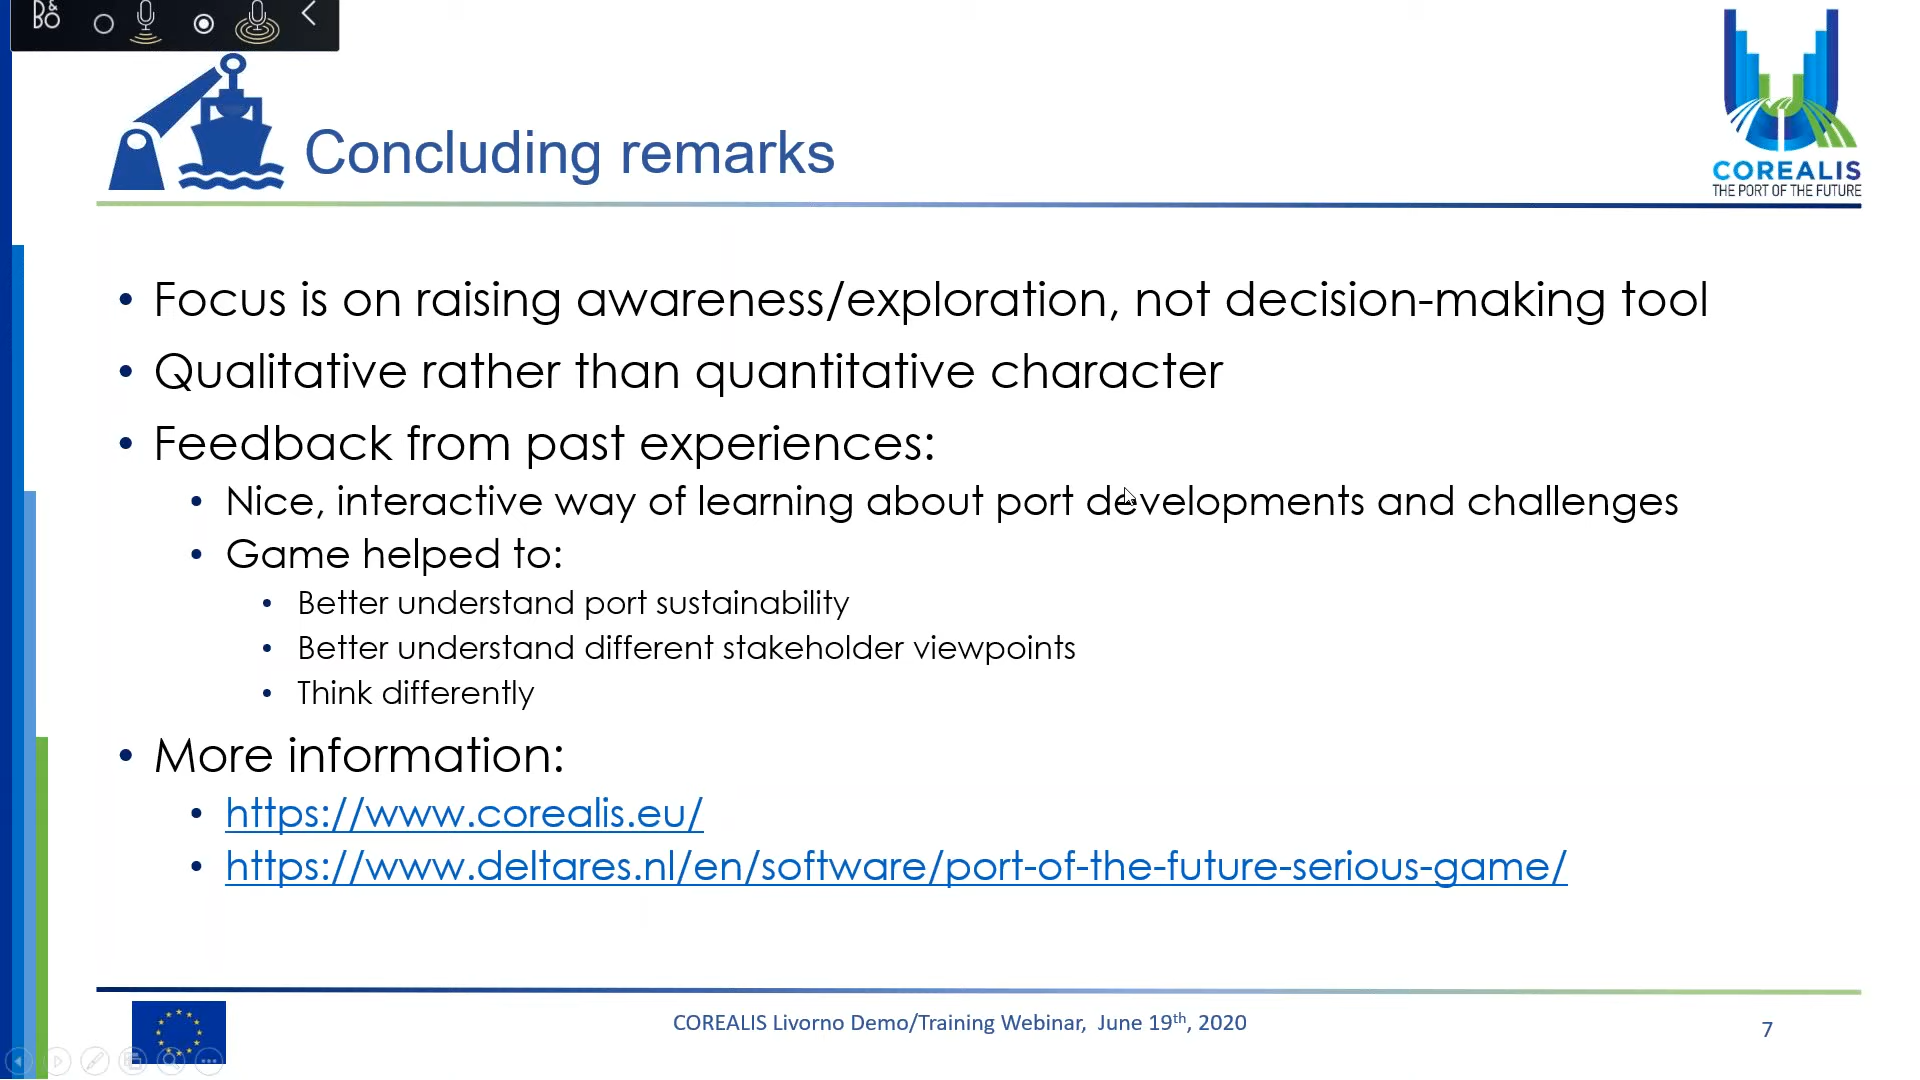 B&O
Concluding remarks
COREALIS
THE PORT OF THE FUTURE
• Focus is on raising awareness/exploration, not decision-making tool
• Qualitative rather than quantitative character
• Feedback from past experiences:
• Nice, interactive way of learning about port developments and challenges
• Game helped to:
• Better understand port sustainability
• Better understand different stakeholder viewpoints
• Think differently
• More information:
• https://www.corealis.eu/
• https://www.deltares.nl/en/software/port-of-the-future-serious-game/
COREALIS Livorno Demo/Training Webinar, June 19th, 2020
7